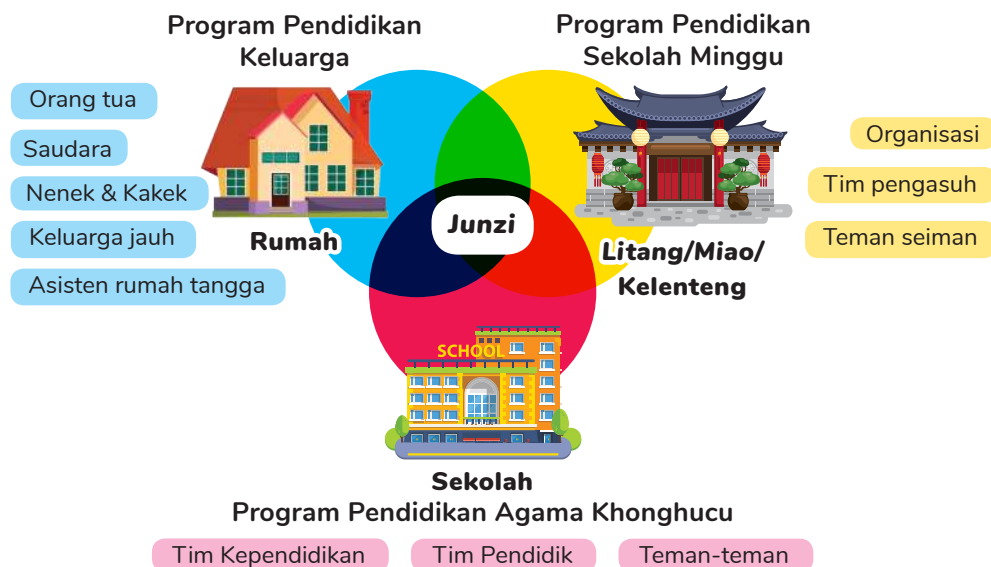 Program Pendidikan
Keluarga
Program Pendidikan
Sekolah Minggu
Orang tua
Saudara
Nenek & Kakek
Keluarga jauh
Asisten rumah tangga
Rumah
Junzi
Organisasi
Tim pengasuh
Teman seiman
Litang/Miao/
Kelenteng
SCHOOL
Sekolah
Program Pendidikan Agama Khonghucu
Tim Kependidikan
Tim Pendidik
Teman-teman